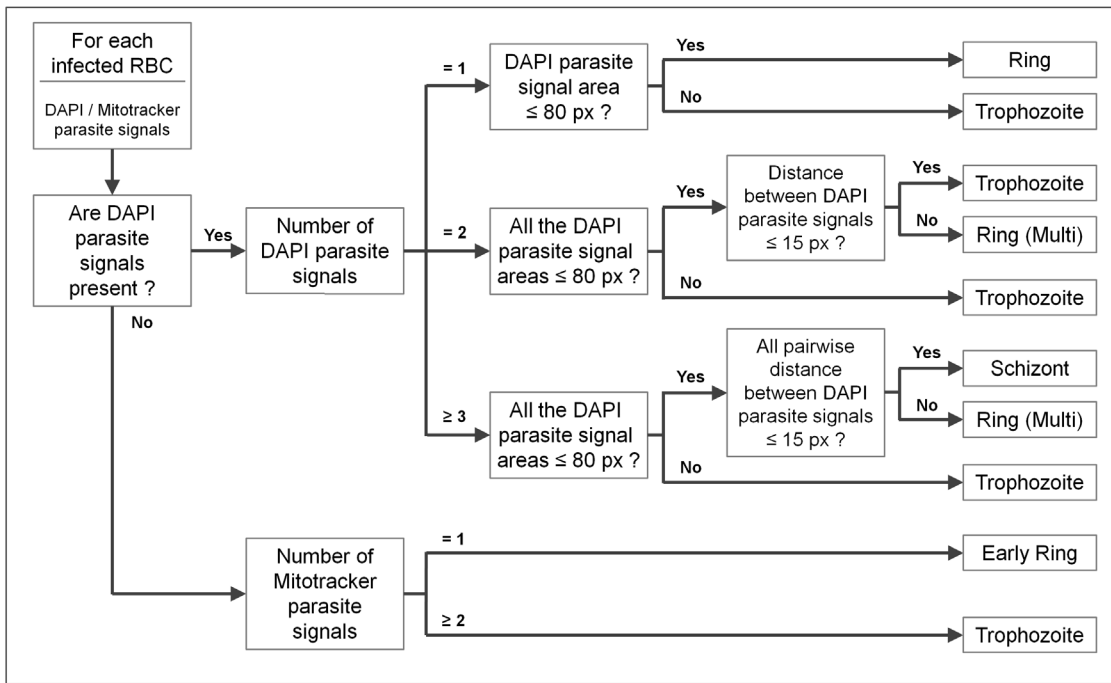 For each
infected RBC
DAPI / Mitotracker
parasite signals
Are DAPI
parasite
signals
present ?
Yes
No
Number of
DAPI parasite
signals
= 1
DAPI parasite
signal area
≤ 80 px ?
Yes
Ring
No
Trophozoite
= 2
All the DAPI
parasite signal
areas ≤ 80 px ?
Yes
Distance
between DAPI
parasite signals
≤ 15 px ?
Yes
Trophozoite
No
Ring (Multi)
No
Trophozoite
≥ 3
All the DAPI
parasite signal
areas ≤ 80 px ?
Yes
All pairwise
distance
between DAPI
parasite signals
≤ 15 px ?
Yes
Schizont
No
Ring (Multi)
No
Trophozoite
Number of
Mitotracker
parasite
signals
= 1
Early Ring
≥ 2
Trophozoite